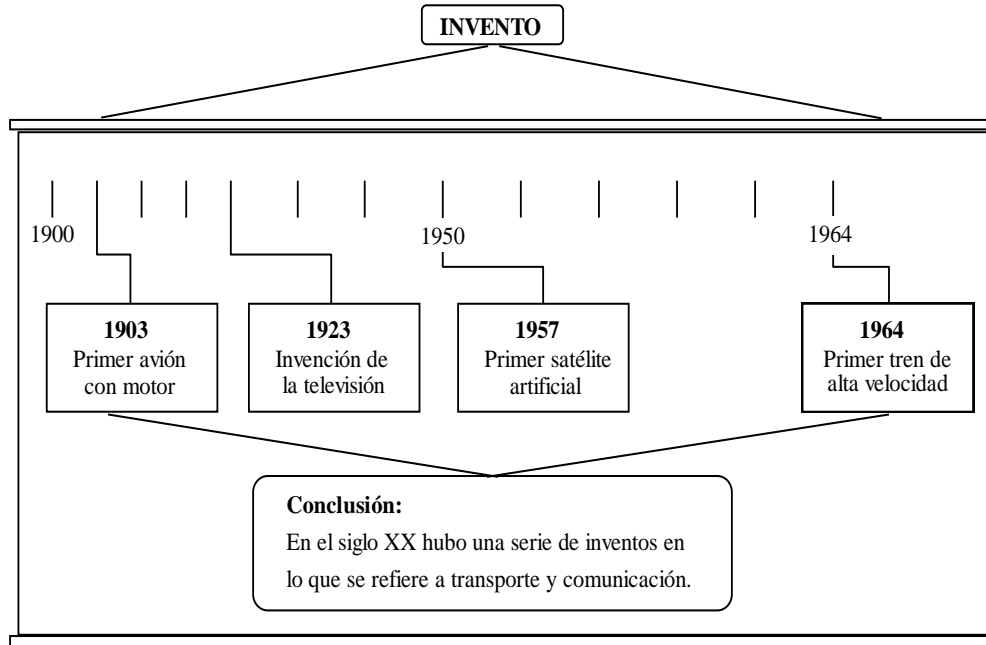 INVENTO
1900
1950
1964
1903
Primer avión
con motor
1923
Invención de
la televisión
1957
Primer satélite
artificial
1964
Primer tren de
alta velocidad
Conclusión:
En el siglo XX hubo una serie de inventos en
lo que se refiere a transporte y comunicación.